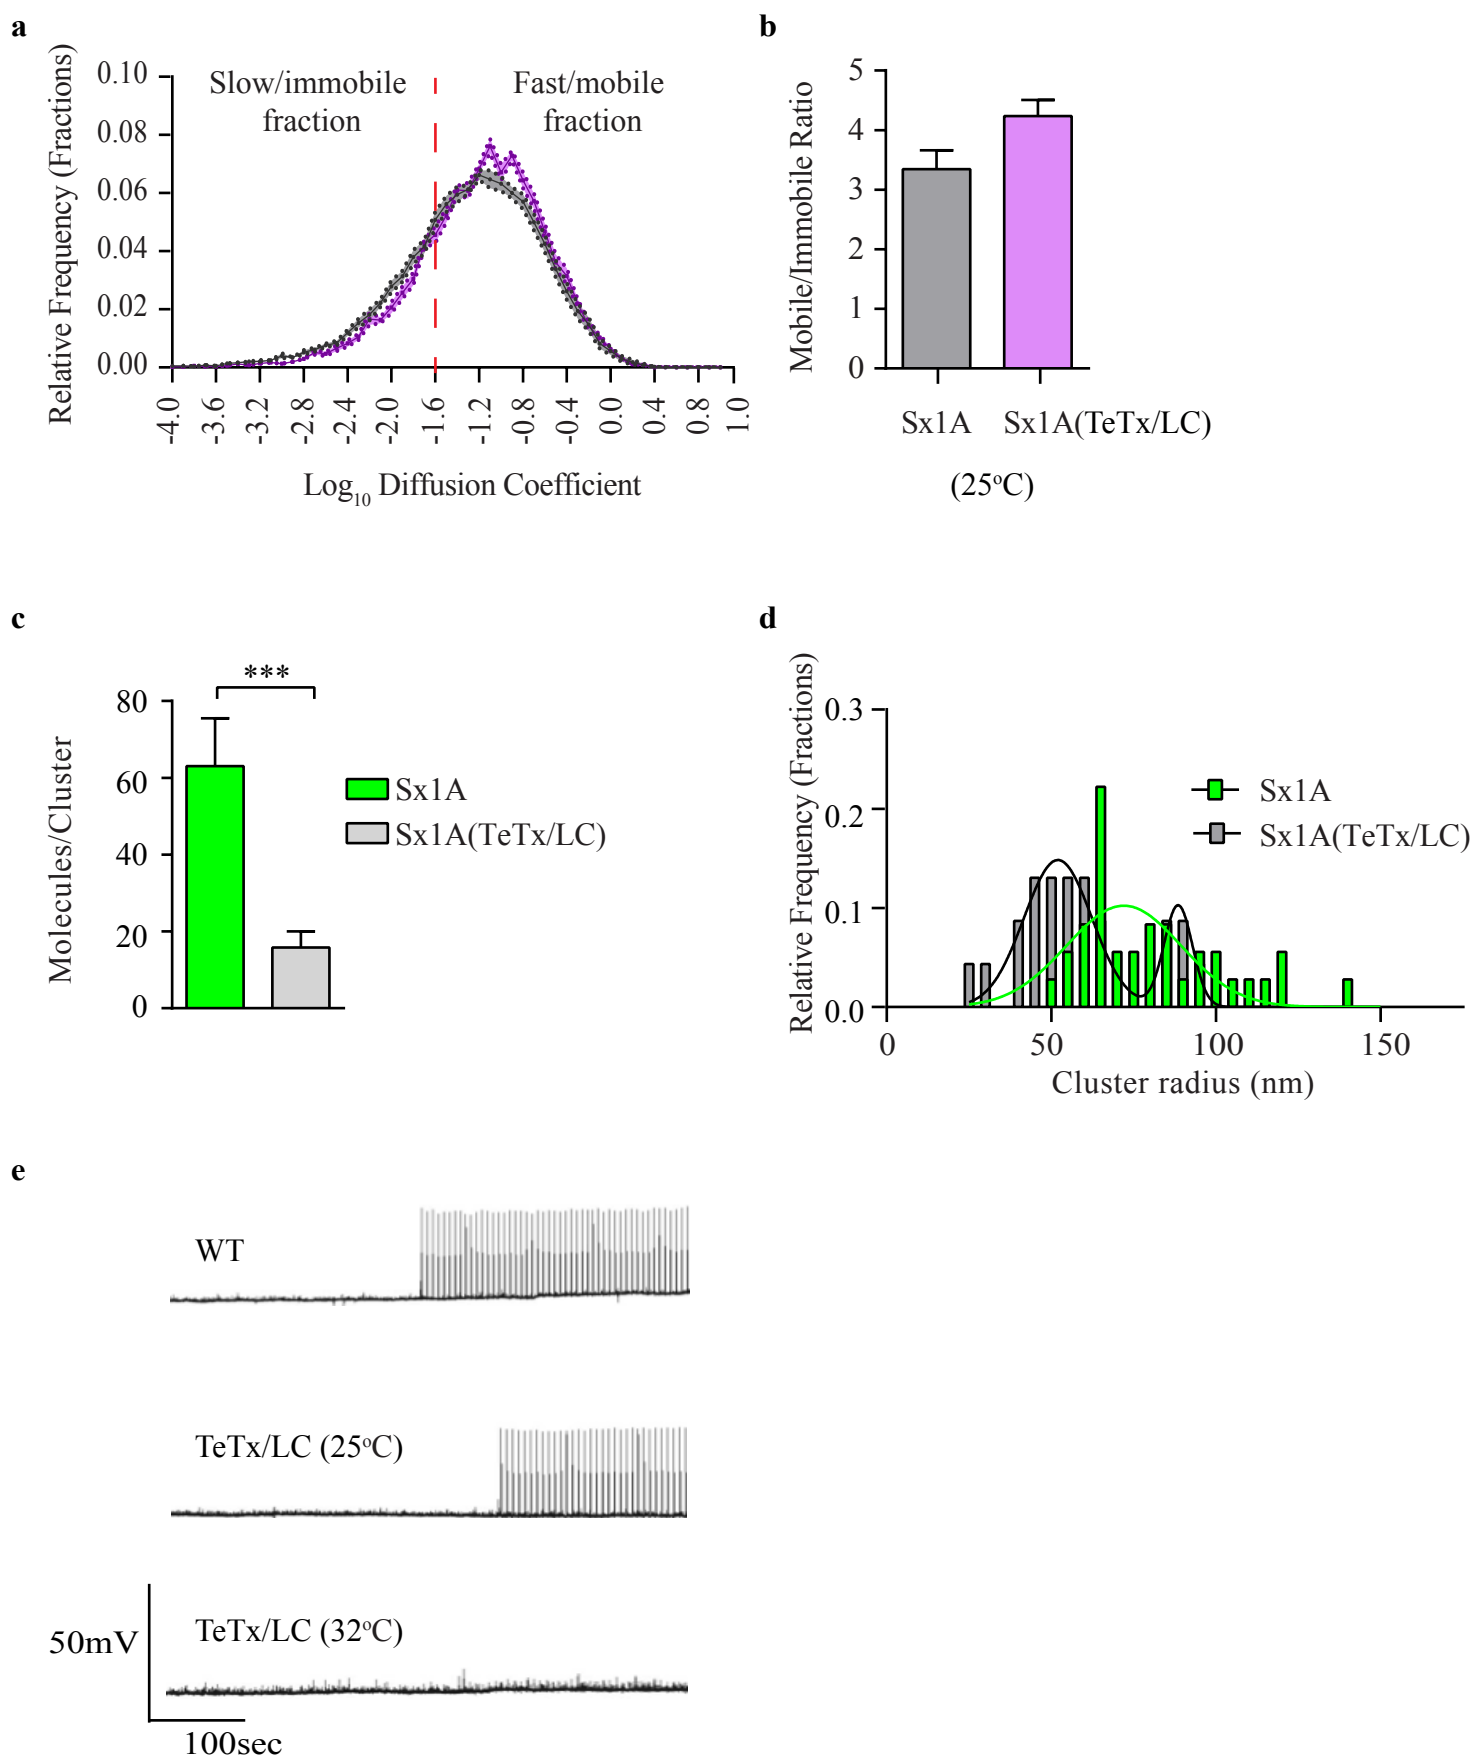 a
Relative Frequency (Fractions)
0.10
0.08
0.06
0.04
0.02
0.00
Slow/immobile
fraction
Fast/mobile
fraction
-4.0
-3.6
-3.2
-2.8
-2.4
-2.0
-1.6
-1.2
-0.8
-0.4
0.0
0.4
0.8
1.0
Log10 Diffusion Coefficient
b
Mobile/Immobile Ratio
5
4
3
2
1
0
Sx1A
Sx1A(TeTx/LC)
(25°C)
c
Molecules/Cluster
80
60
40
20
0
***
Sx1A
Sx1A(TeTx/LC)
d
Relative Frequency (Fractions)
0.3
0.2
0.1
0.0
Sx1A
Sx1A(TeTx/LC)
0
50
100
150
Cluster radius (nm)
e
WT
TeTx/LC (25°C)
TeTx/LC (32°C)
50mV
100sec